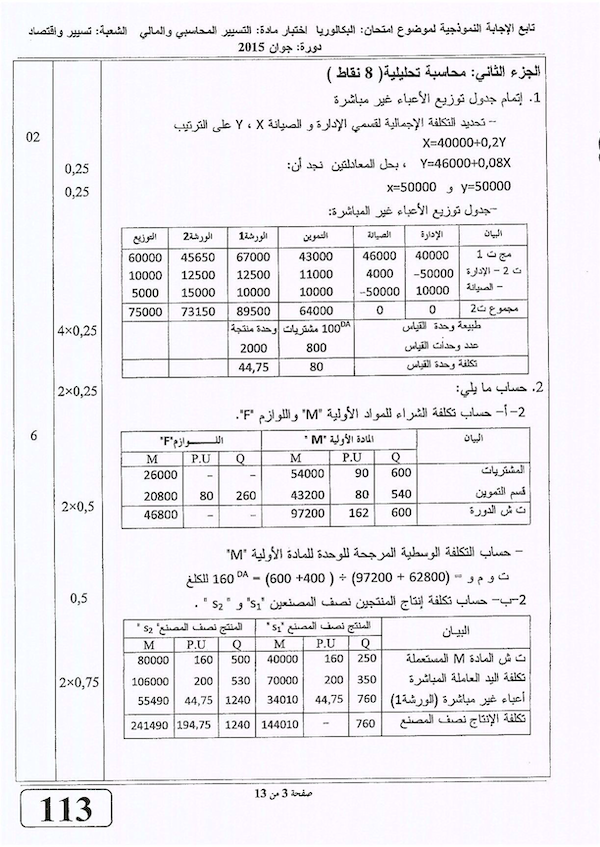 تابع الإجابة النموذجية لموضوع امتحان: البكالوريا اختبار مادة: التسيير المحاسبي والمالي الشعبة: تسيير واقتصاد
دورة: جوان 2015
الجزء الثاني: محاسبة تحليلية( 8 نقاط )
1. إتمام جدول توزيع الأعباء غير مباشرة
– تحديد التكلفة الإجمالية لقسمي الإدارة و الصيانة X ، Y على الترتيب
02
X=40000+0,2Y
0,25
Y=46000+0,08X ، بحل المعادلتين نجد أن:
0,25
y=50000 و x=50000
–جدول توزيع الأعباء غير المباشرة:
البيان الإدارة الصيانة التموين الورشة1 الورشة2 التوزيع
مج ت 1 40000 46000 43000 67000 45650 60000
ت 2 – الإدارة –50000 4000 11000 12500 12500 10000
– الصيانة 10000 –50000 10000 10000 15000 5000
مجموع ت2 0 0 64000 89500 73150 75000
طبيعة وحدة القياس 100DA مشتريات وحدة منتجة
4×0,25
عدد وحدات القياس 800 2000
تكلفة وحدة القياس 80 44,75
2×0,25
2. حساب ما يلي:
2-أ- حساب تكلفة الشراء للمواد الأولية "M" واللوازم "F".
6
البيان المادة الأولية "M" اللـــوازم"F"
Q P.U M Q P.U M
المشتريات 600 90 54000 – – 26000
قسم التموين 540 80 43200 260 80 20800
2×0,5
ت ش الدورة 600 162 97200 – – 46800
– حساب التكلفة الوسطية المرجحة للوحدة للمادة الأولية "M"
ت و م و = (62800 + 97200) ÷ ( 400+ 600) = 160 DA للكلغ
0,5
2-ب- حساب تكلفة إنتاج المنتجين نصف المصنعين "s1" و " s2 " .
البيـان المنتج نصف المصنع "s1" المنتج نصف المصنع" s2 "
Q P.U M Q P.U M
ت ش المادة M المستعملة 250 160 40000 500 160 80000
2×0,75
تكلفة اليد العاملة المباشرة 350 200 70000 530 200 106000
أعباء غير مباشرة (الورشة1) 760 44,75 34010 1240 44,75 55490
تكلفة الإنتاج نصف المصنع 760 – 144010 1240 194,75 241490
صفحة 3 من 13
113